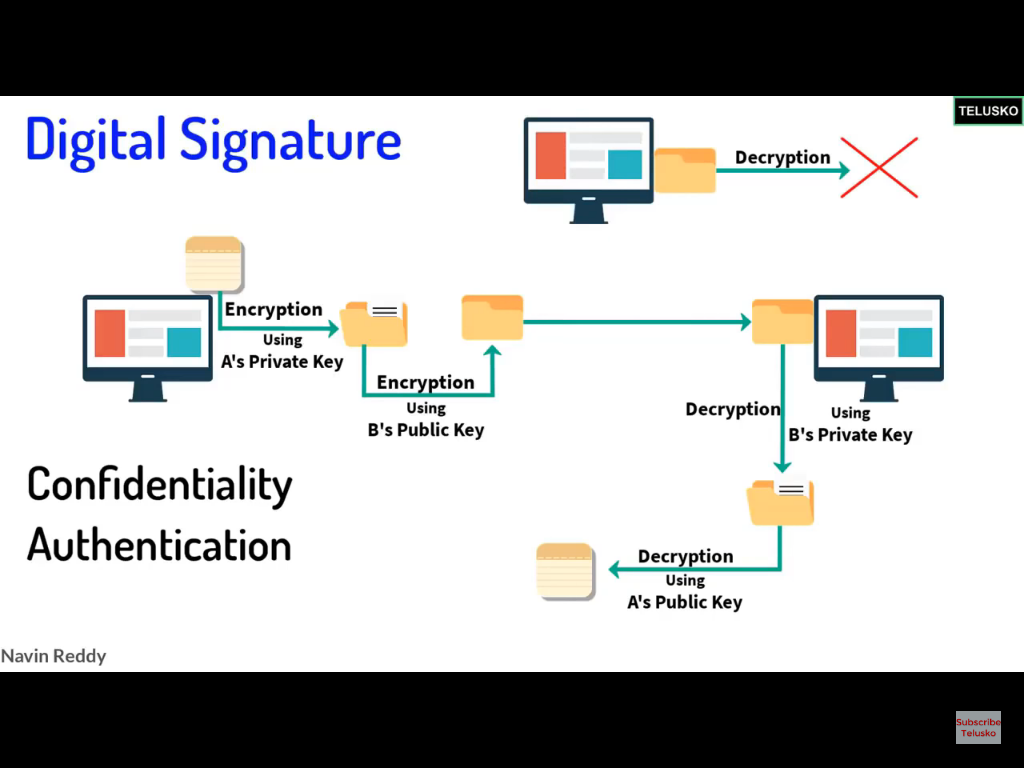 TELUSKO
Digital Signature
Decryption
Encryption
Using
A's Private Key
Encryption
Using
B's Public Key
Decryption
Using
B's Private Key
Confidentiality
Authentication
Decryption
Using
A's Public Key
Navin Reddy
Subscribe
Telusko